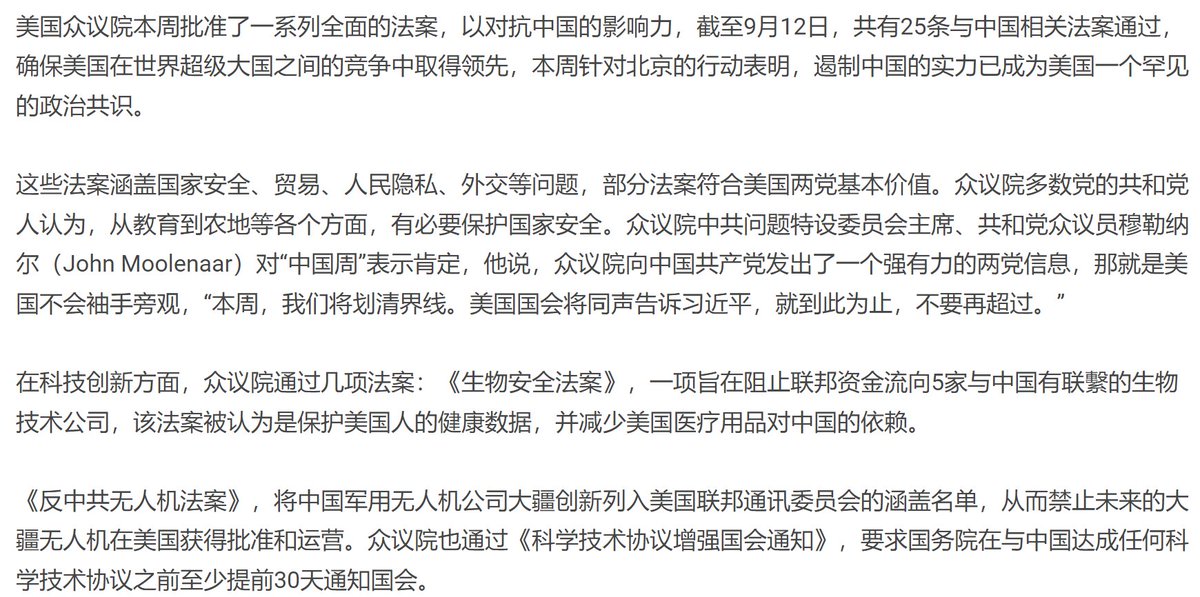 美国众议院本周批准了一系列全面的法案，以对抗中国的影响力，截至9月12日，共有25条与中国相关法案通过，
确保美国在世界超级大国之间的竞争中取得领先，本周针对北京的行动表明，遏制中国的实力已成为美国一个罕见
的政治共识。
这些法案涵盖国家安全、贸易、人民隐私、外交等问题，部分法案符合美国两党基本价值。众议院多数党的共和党
人认为，从教育到农地等各个方面，有必要保护国家安全。众议院中共问题特设委员会主席、共和党众议员穆勒纳
尔（John Moolenaar）对“中国周”表示肯定，他说，众议院向中国共产党发出了一个强有力的两党信息，那就是美
国不会袖手旁观，“本周，我们将划清界线。美国国会将同声告诉习近平，就到此为止，不要再超过。”
在科技创新方面，众议院通过几项法案：《生物安全法案》，一项旨在阻止联邦资金流向5家与中国有联繫的生物
技术公司，该法案被认为是保护美国人的健康数据，并减少美国医疗用品对中国的依赖。
《反中共无人机法案》，将中国军用无人机公司大疆创新列入美国联邦通讯委员会的涵盖名单，从而禁止未来的大
疆无人机在美国获得批准和运营。众议院也通过《科学技术协议增强国会通知》，要求国务院在与中国达成任何科
学技术协议之前至少提前30天通知国会。